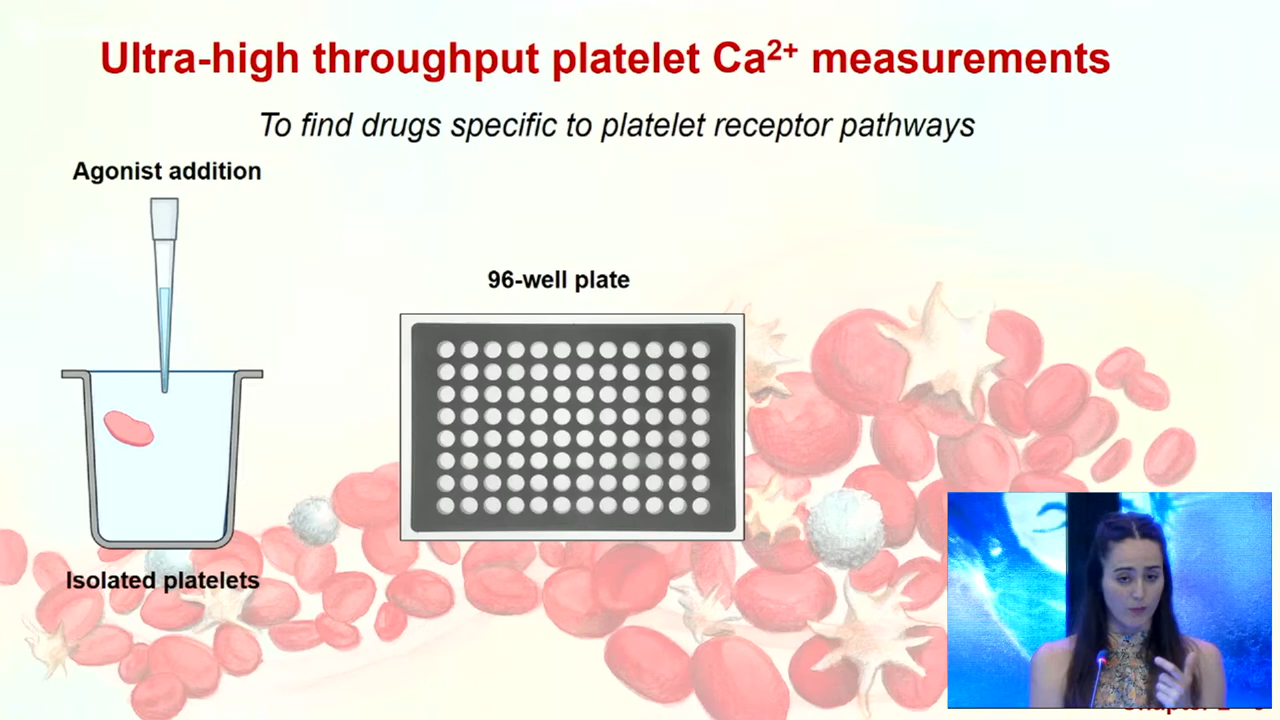 Ultra-high throughput platelet Ca²⁺ measurements
To find drugs specific to platelet receptor pathways
Agonist addition
96-well plate
Isolated platelets